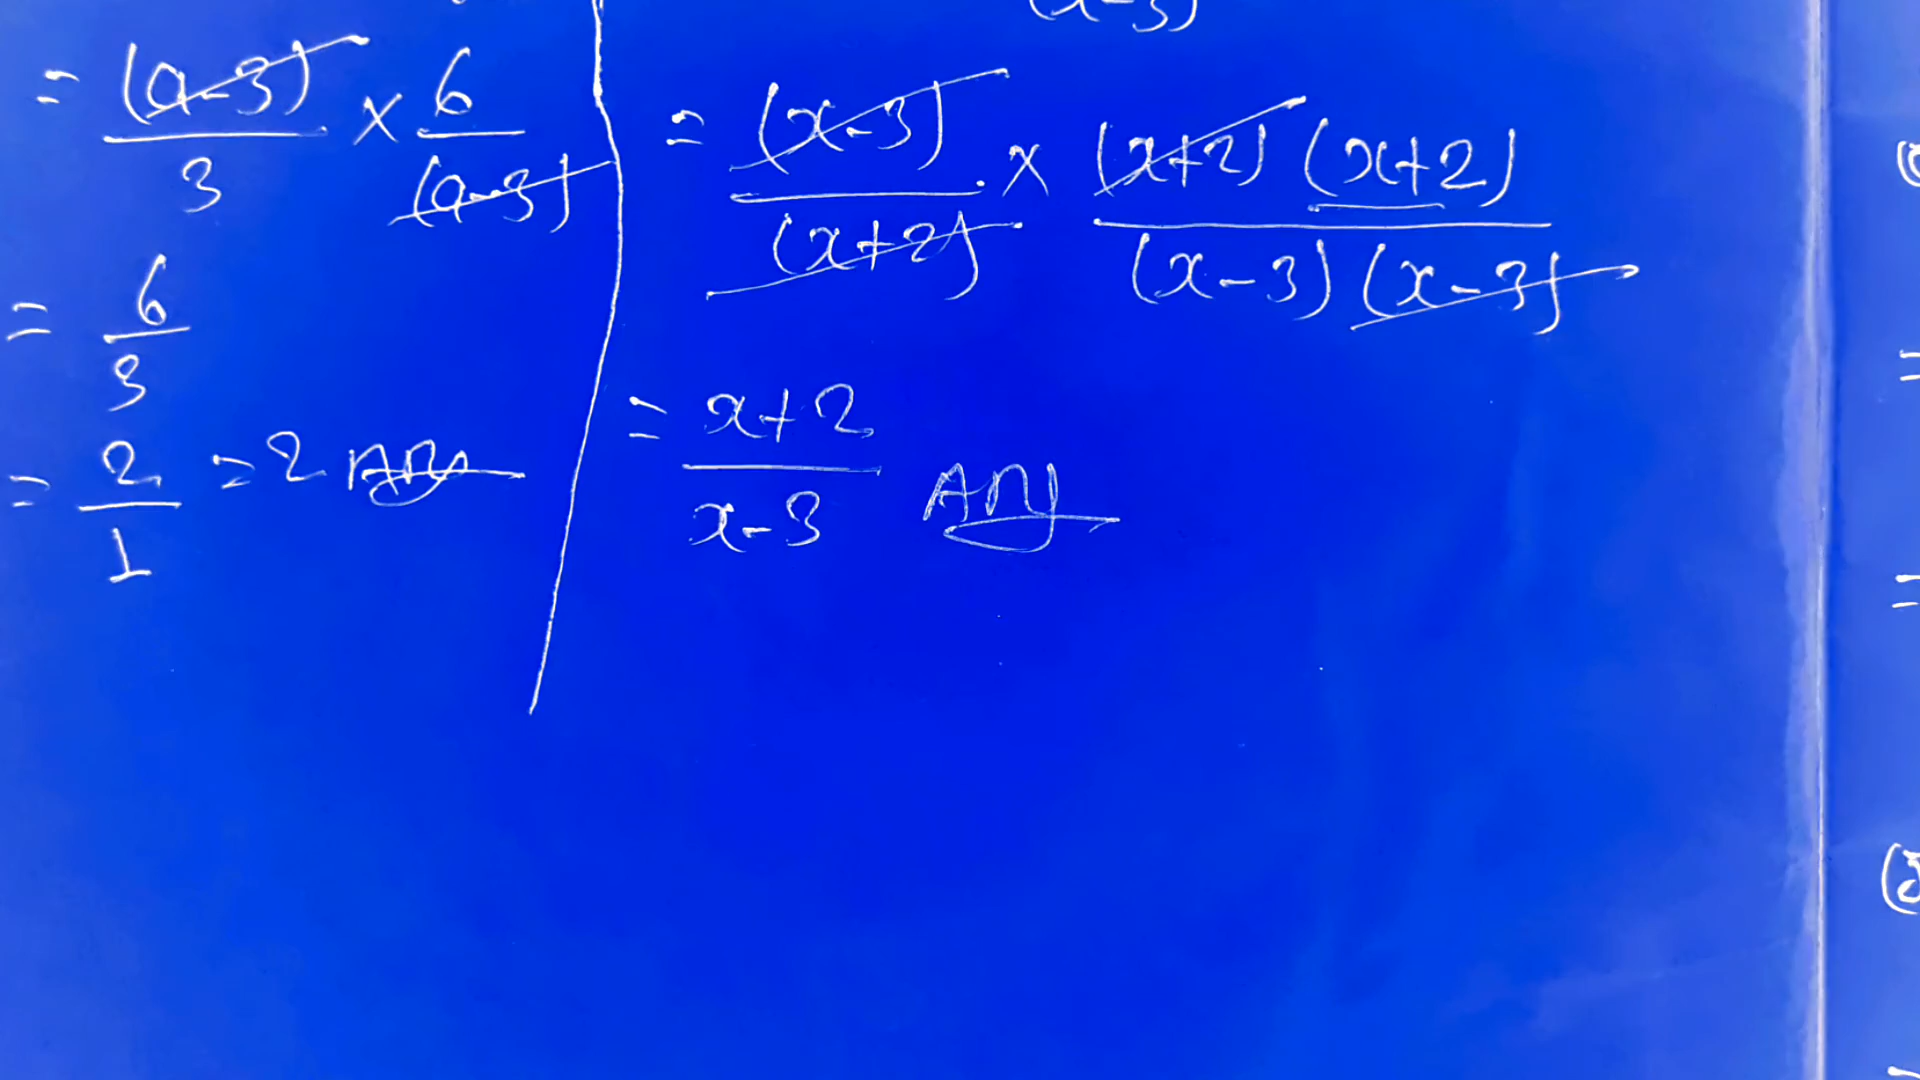 = (a-3)/3 × 6/(a-3)
= 6/3
= 2/1 = 2 Ans
(x-3)
= (x-3)/(x+2) × (x+2)(x+2)/(x-3)(x-3)
= x+2/x-3 Ans
=
=